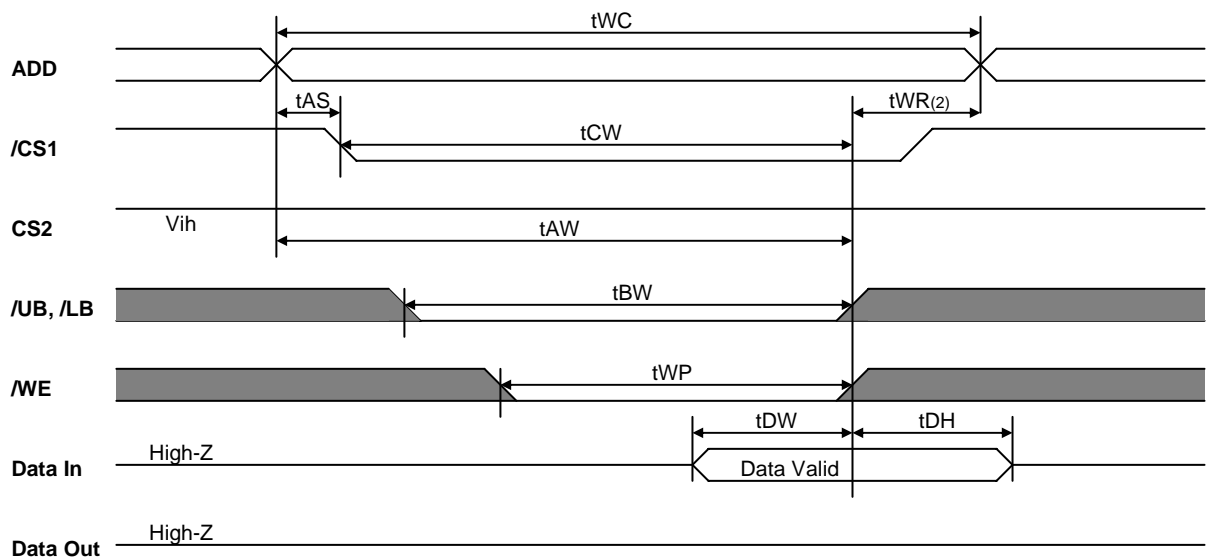 tWC
ADD
tAS
tWR(2)
/CS1
tCW
CS2
Vih
tAW
/UB, /LB
tBW
/WE
tWP
tDW
tDH
Data In
High-Z
Data Valid
Data Out
High-Z